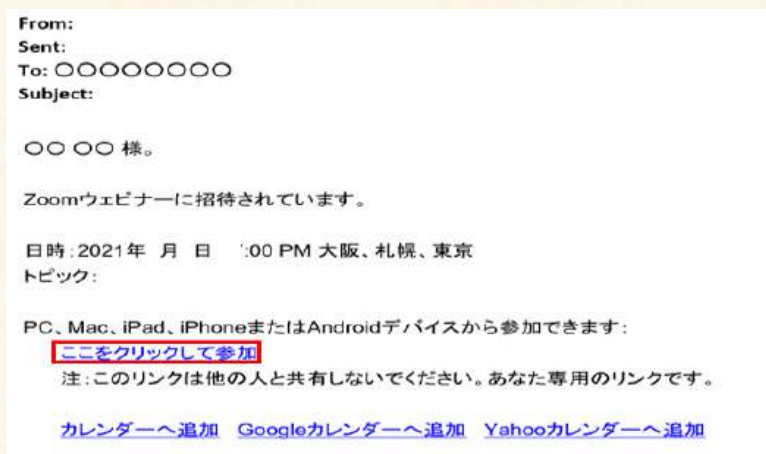 From:
Sent:
To: 〇〇〇〇〇〇〇〇
Subject:
〇〇 〇〇 様。
Zoomウェビナーに招待されています。
日時:2021年 月 日 :00 PM 大阪、札幌、東京
トピック:
PC、Mac、iPad、iPhoneまたはAndroidデバイスから参加できます:
ここをクリックして参加
注:このリンクは他の人と共有しないでください。あなた専用のリンクです。
カレンダーへ追加 Googleカレンダーへ追加 Yahooカレンダーへ追加